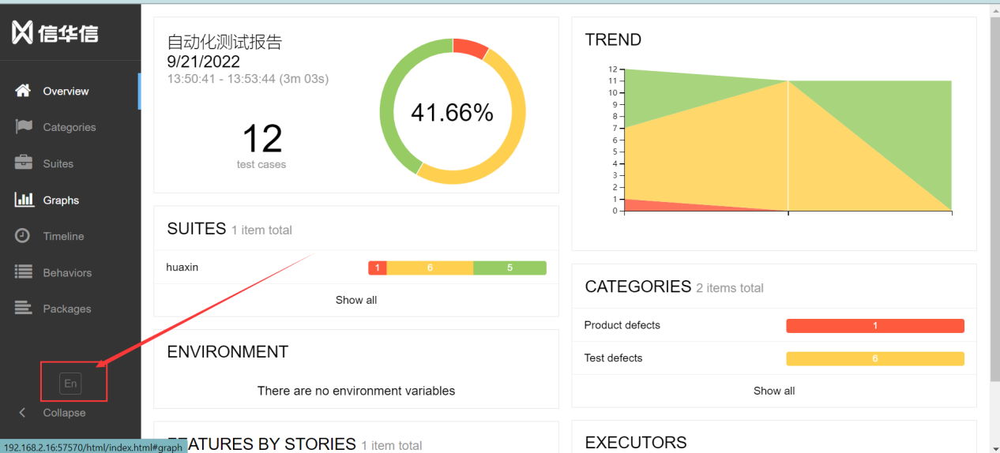 信华信
Overview
Categories
Suites
Graphs
Timeline
Behaviors
Packages
En
Collapse
192.168.2.16:57570/html/index.html#graph
自动化测试报告
9/21/2022
13:50:41 - 13:53:44 (3m 03s)
12
test cases
41.66%
SUITES 1 item total
huaxin 1 6 5
Show all
ENVIRONMENT
There are no environment variables
FEATURES BY STORIES 1 item total
TREND
12
11
10
9
8
7
6
5
4
3
2
1
0
CATEGORIES 2 items total
Product defects 1
Test defects 6
Show all
EXECUTORS